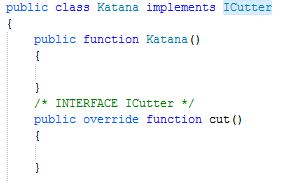 public class Katana implements ICutter
{
public function Katana()
{
}
/* INTERFACE ICutter */
public override function cut()
{
}